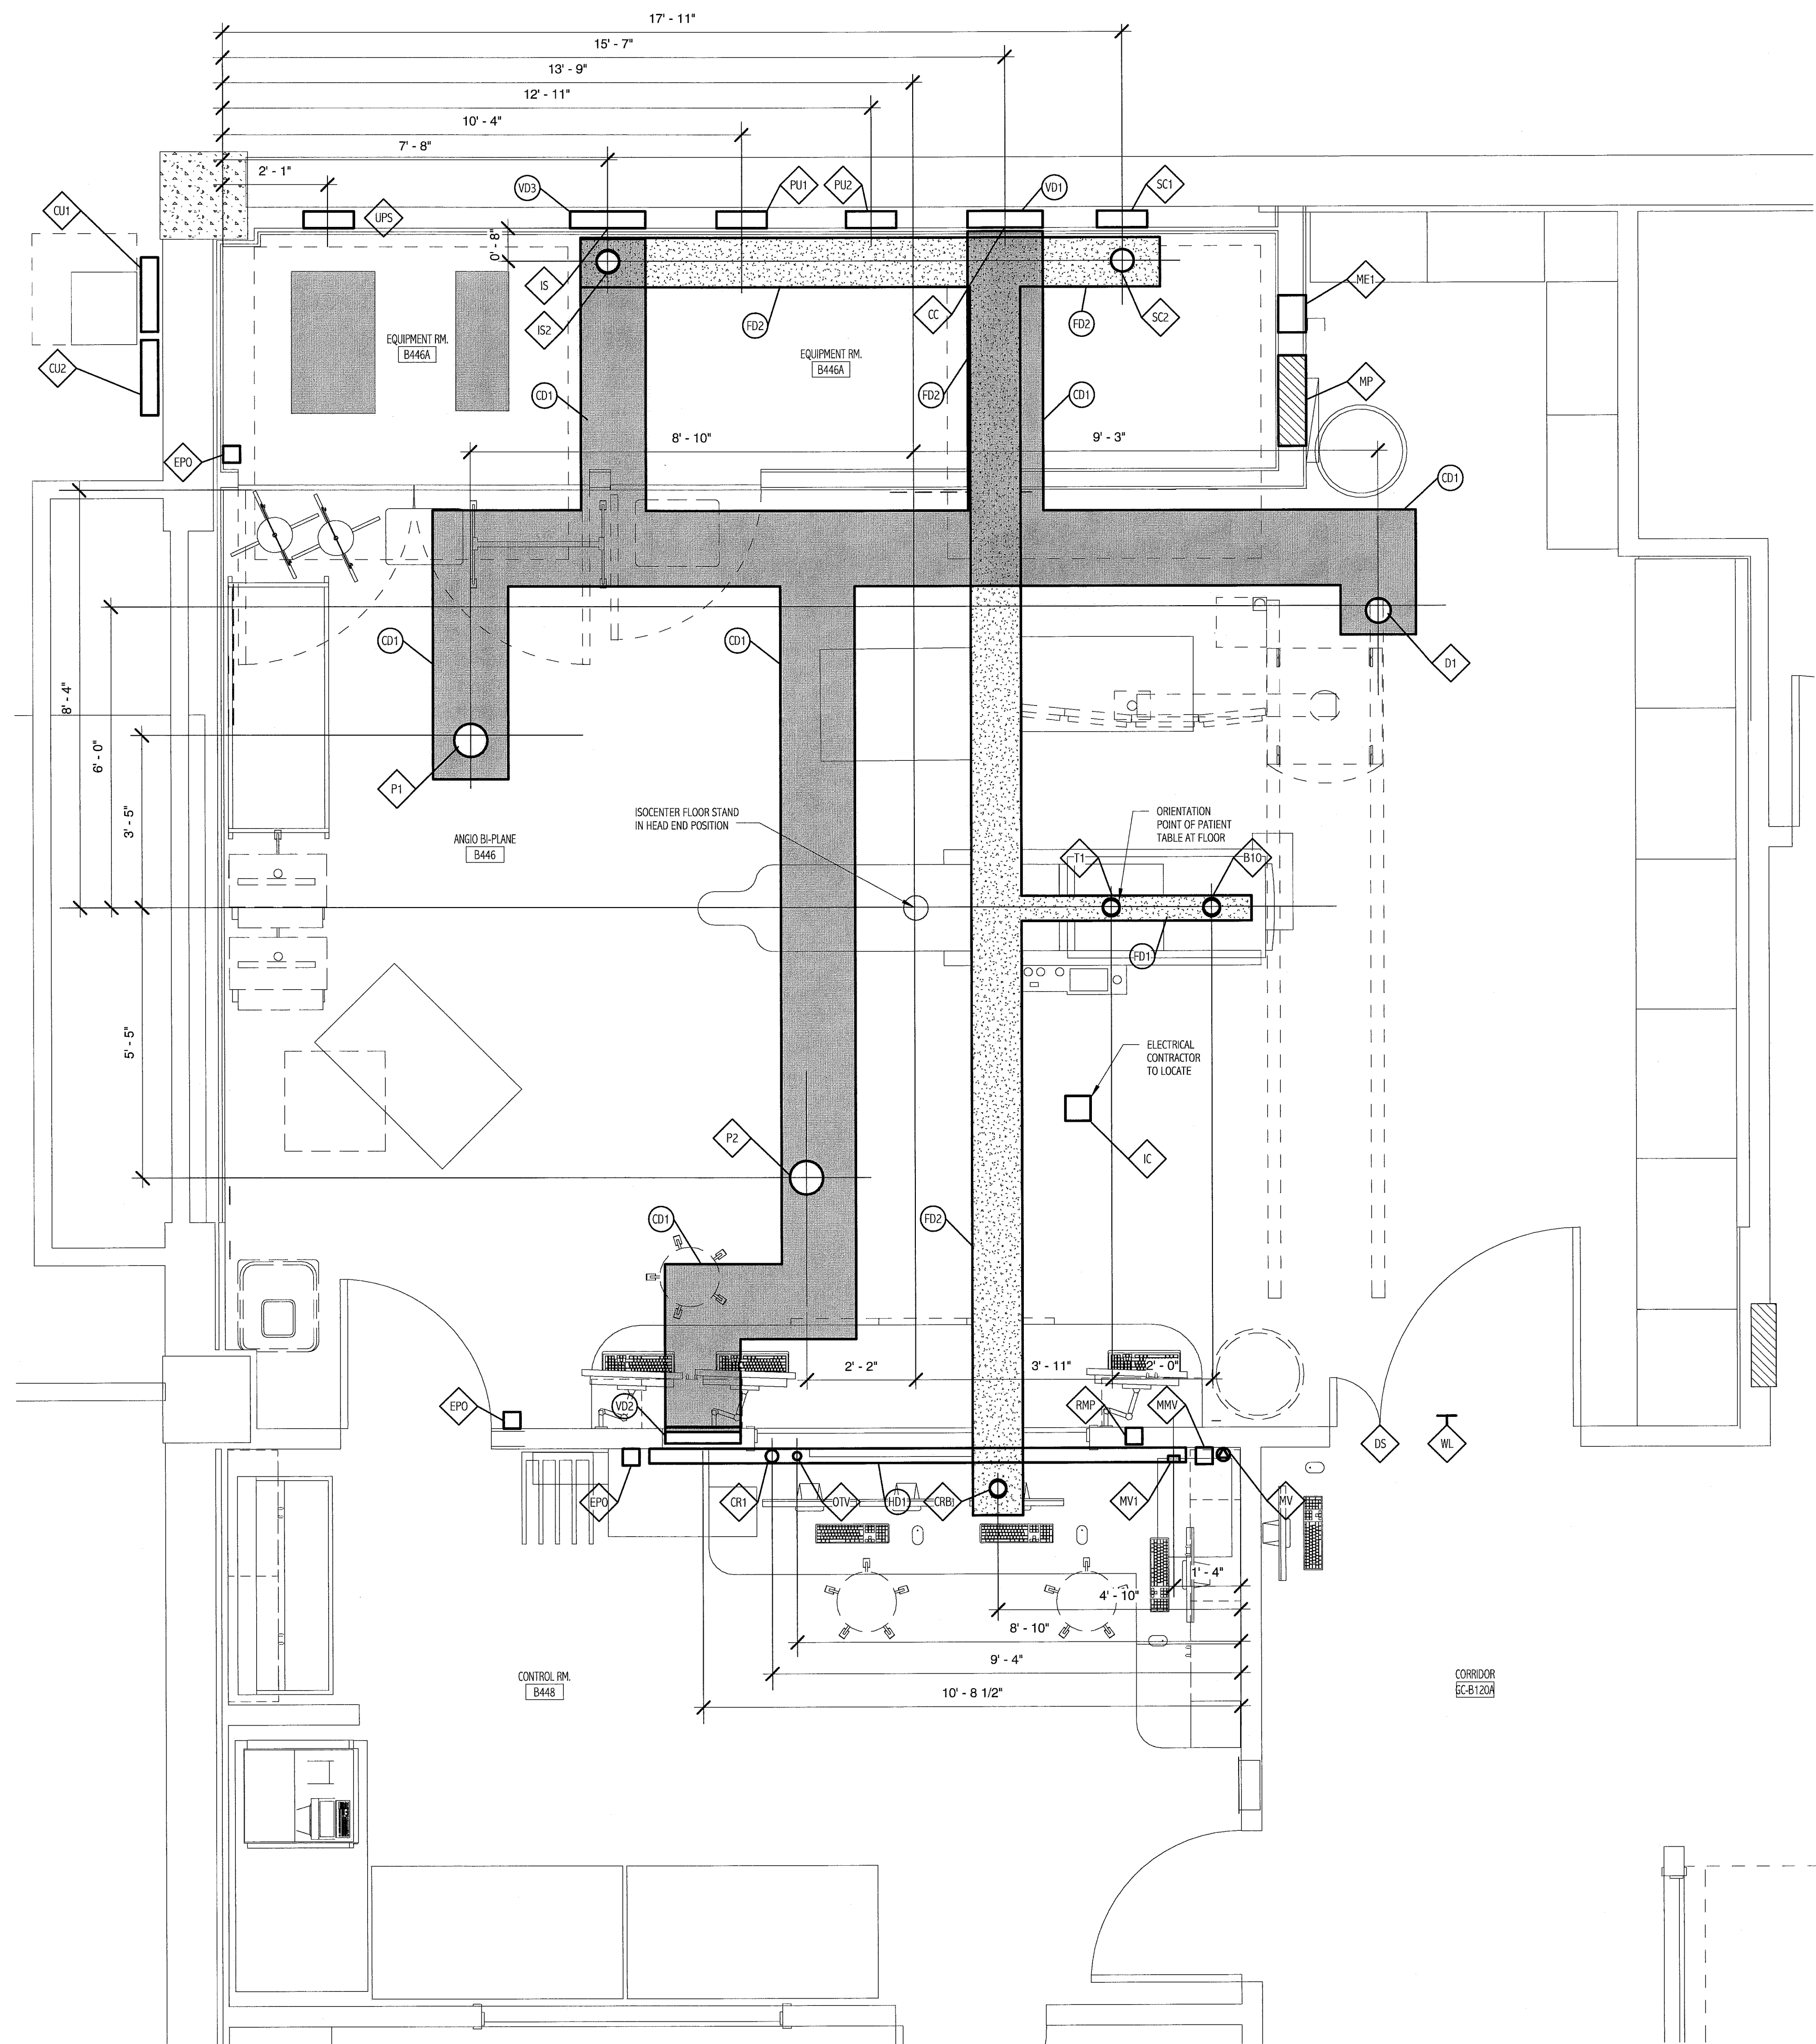 17' - 11"
15' - 7"
13' - 9"
12' - 11"
10' - 4"
7' - 8"
2' - 1"
CU1
UPS
VD3
PU1
PU2
VD1
SC1
0' - 8"
IS
IS2
CC
SC2
ME1
FD2
FD2
EQUIPMENT RM.
B446A
EQUIPMENT RM.
B446A
CU2
MP
CD1
FD2
CD1
EPO
8' - 10"
9' - 3"
CD1
8' - 4"
6' - 0"
3' - 5"
CD1
CD1
D1
P1
ISOCENTER FLOOR STAND
IN HEAD END POSITION
ORIENTATION
POINT OF PATIENT
TABLE AT FLOOR
ANGIO BI-PLANE
B446
T1
B10
FD1
5' - 5"
ELECTRICAL
CONTRACTOR
TO LOCATE
P2
IC
CD1
FD2
2' - 2"
3' - 11"
2' - 0"
EPO
VD2
RMP
MMV
DS
WL
EPO
CR1
OTV
HD1
CRB1
MV1
MV
1' - 4"
4' - 10"
8' - 10"
9' - 4"
10' - 8 1/2"
CONTROL RM.
B448
CORRIDOR
GC-B120A